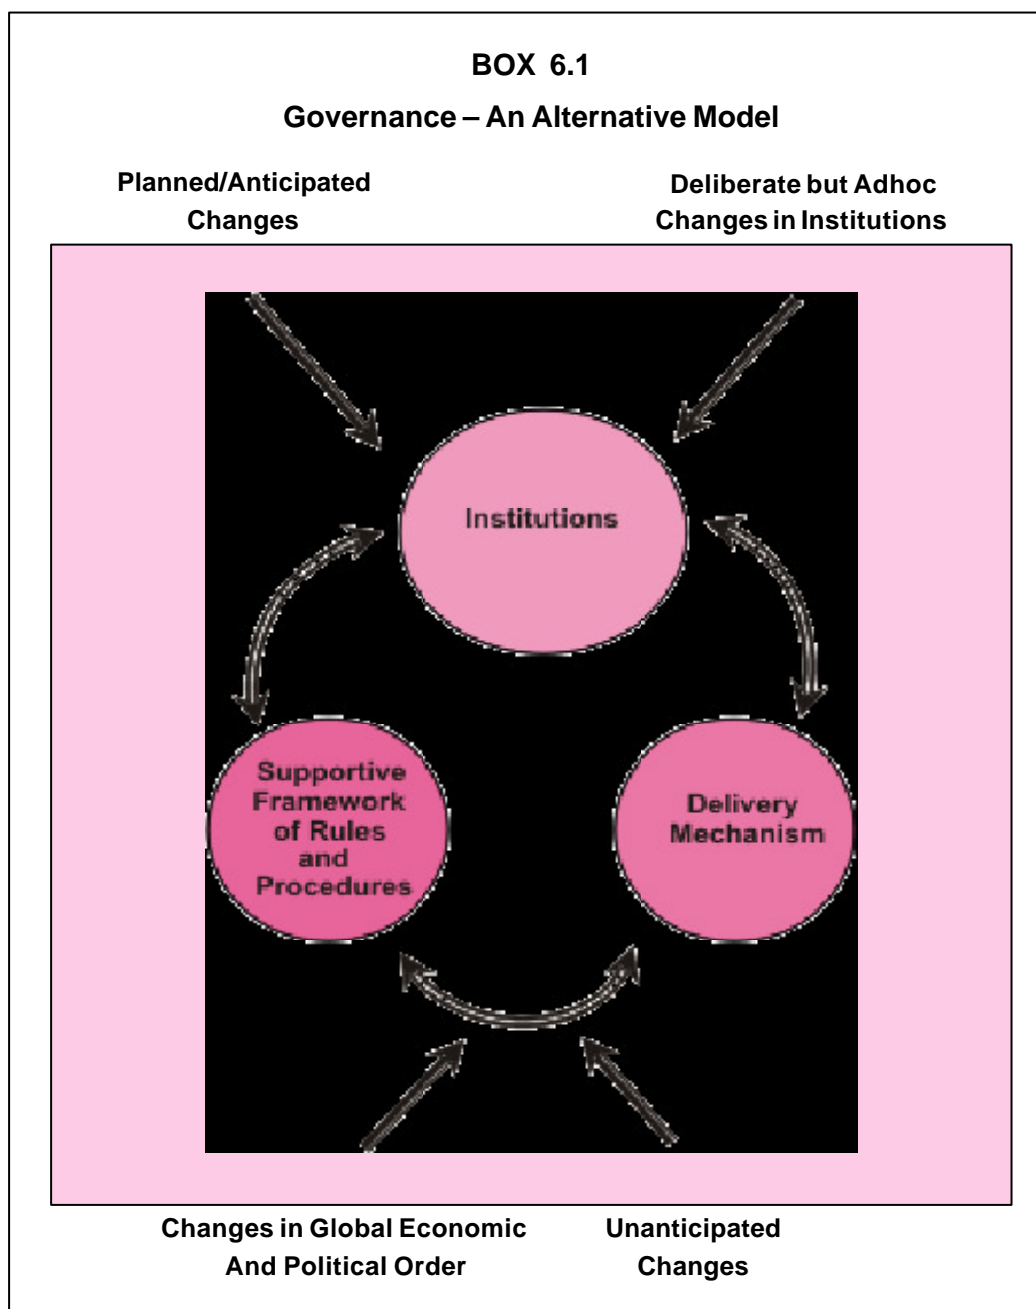 BOX 6.1
Governance – An Alternative Model
Planned/Anticipated
Changes
Deliberate but Adhoc
Changes in Institutions
Institutions
Supportive
Framework
of Rules
and
Procedures
Delivery
Mechanism
Changes in Global Economic
And Political Order
Unanticipated
Changes